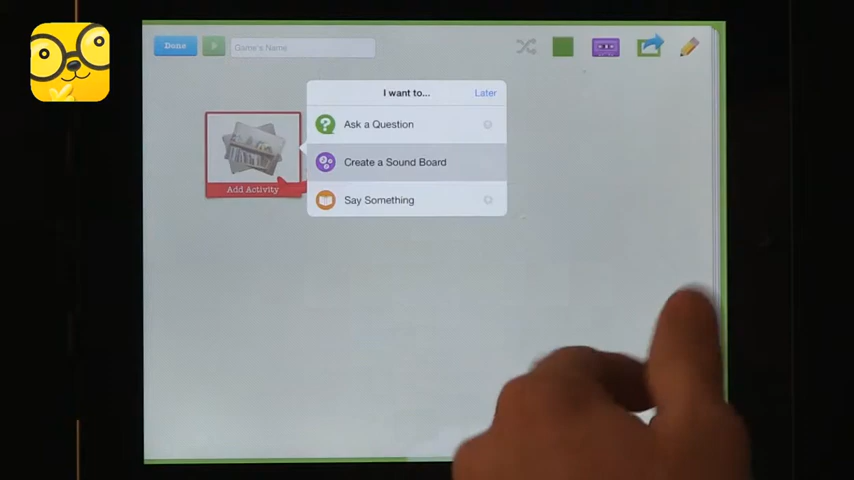 Done
Game's Name
I want to...
Later
Ask a Question
Create a Sound Board
Say Something
Add Activity